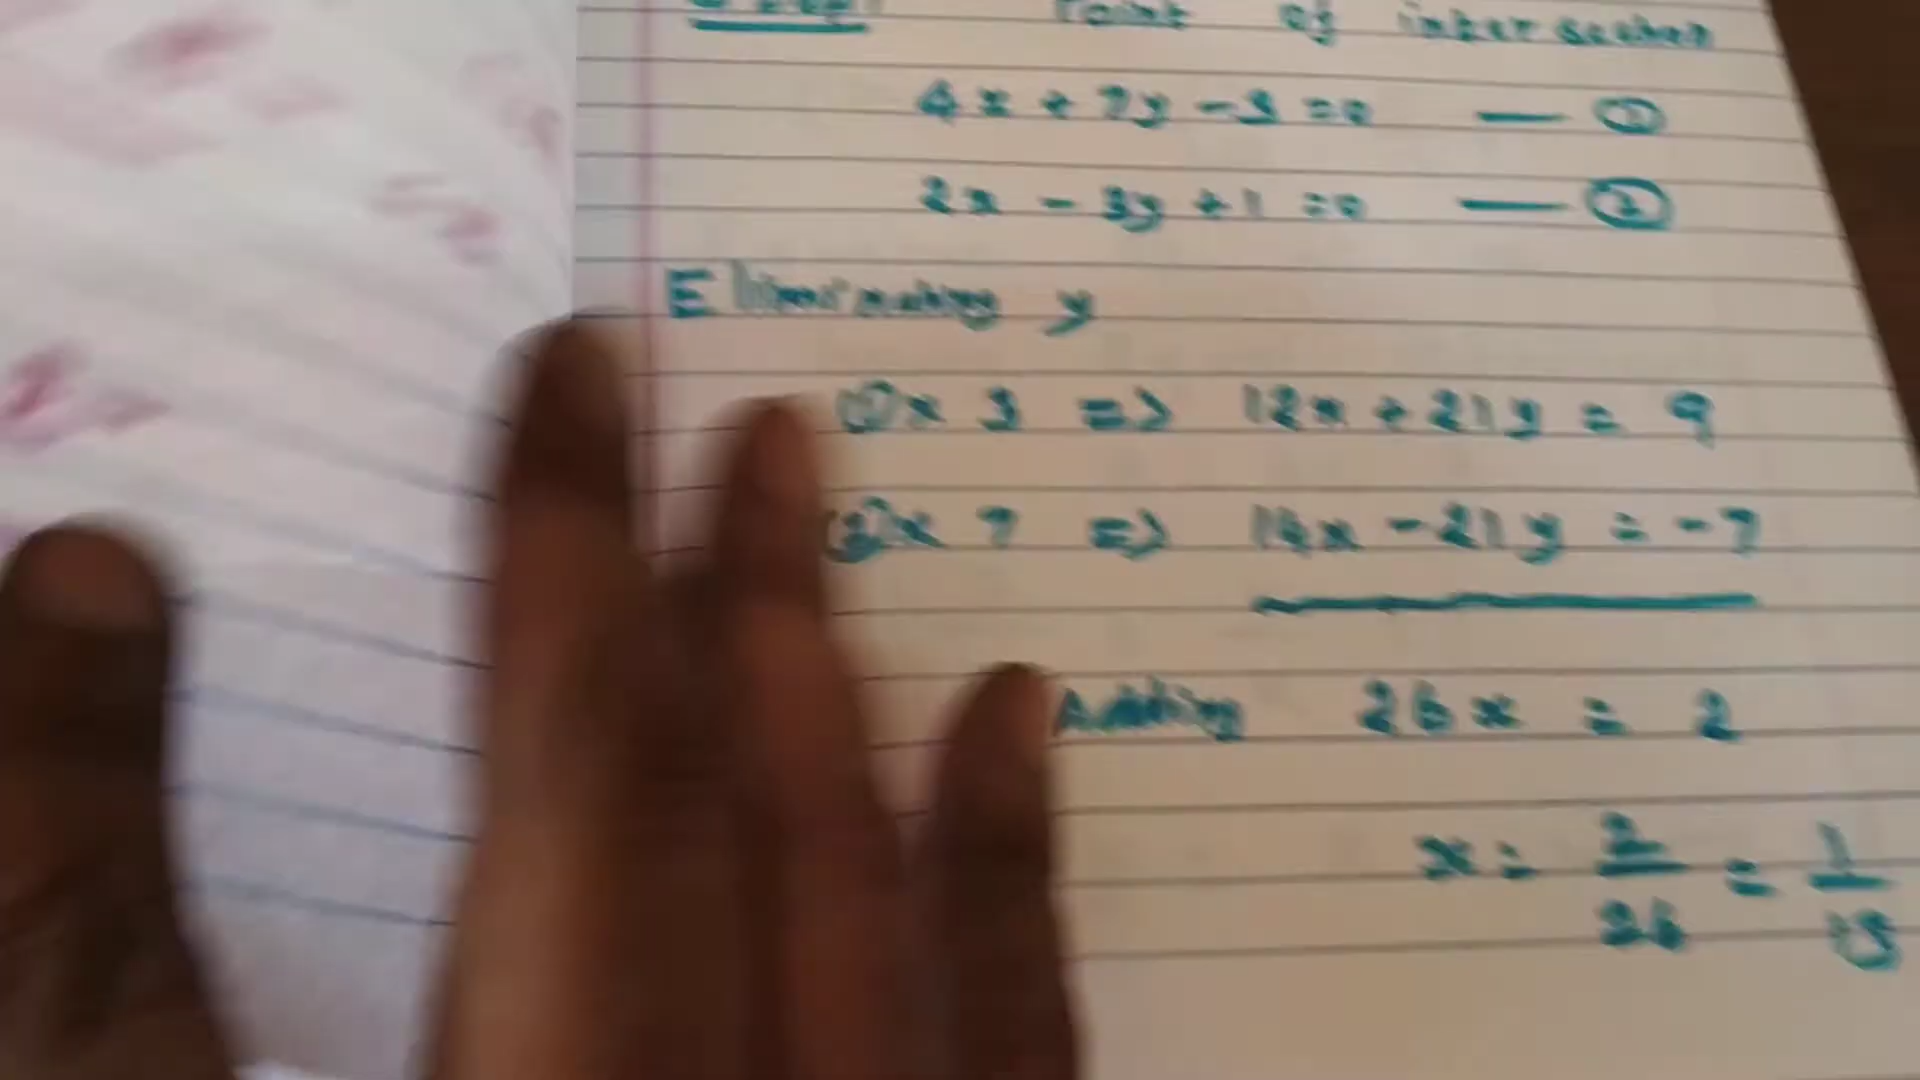 Point of intersection
4x + 7y - 3 = 0 — ①
2x - 3y + 1 = 0 — ②
Eliminating y
① x 3 => 12x + 21y = 9
② x 7 => 14x - 21y = -7
Adding 26x = 2
x = 2/26 = 1/13